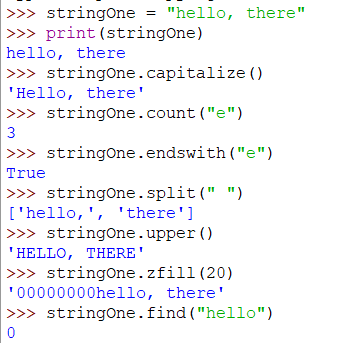 >>> stringOne = "hello, there"
>>> print(stringOne)
hello, there
>>> stringOne.capitalize()
'Hello, there'
>>> stringOne.count("e")
3
>>> stringOne.endswith("e")
True
>>> stringOne.split(" ")
['hello,', 'there']
>>> stringOne.upper()
'HELLO, THERE'
>>> stringOne.zfill(20)
'00000000hello, there'
>>> stringOne.find("hello")
0